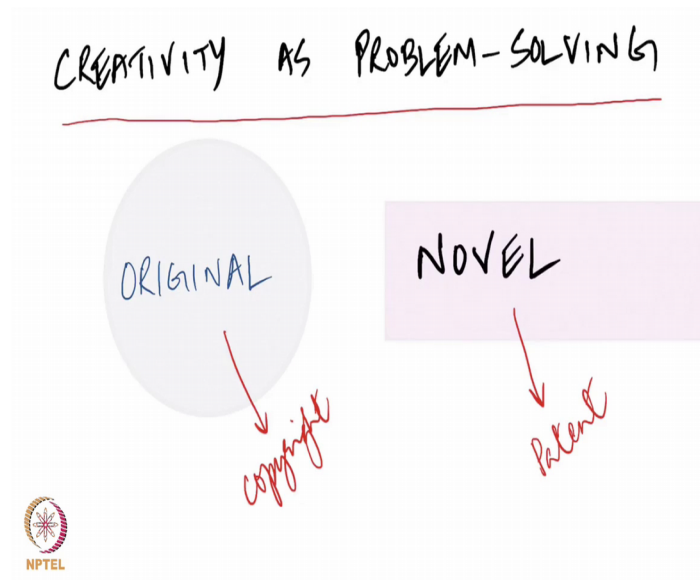 CREATIVITY AS PROBLEM-SOLVING
ORIGINAL
NOVEL
copyright
Patent
NPTEL